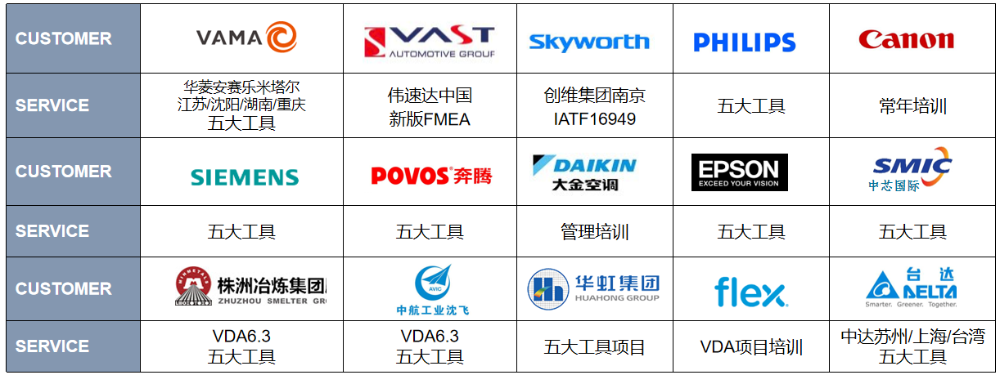 CUSTOMER
VAMA
VAST
AUTOMOTIVE GROUP
Skyworth
PHILIPS
Canon
SERVICE
华菱安赛乐米塔尔
江苏/沈阳/湖南/重庆
五大工具
伟速达中国
新版FMEA
创维集团南京
IATF16949
五大工具
常年培训
CUSTOMER
SIEMENS
POVOS®奔腾
DAIKIN
大金空调
EPSON
EXCEED YOUR VISION
SMIC
中芯国际
SERVICE
五大工具
五大工具
管理培训
五大工具
五大工具
CUSTOMER
MINMETALS
株洲冶炼集团
ZHUZHOU SMELTER GR
AVIC
中航工业沈飞
华虹集团
HUAHONG GROUP
flex
台达
DELTA
Smarter. Greener. Together.
SERVICE
VDA6.3
五大工具
VDA6.3
五大工具
五大工具项目
VDA项目培训
中达苏州/上海/台湾
五大工具